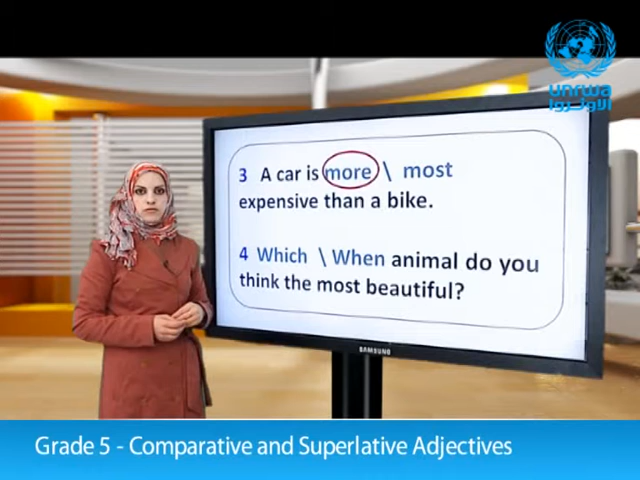 unrwa
الأونروا
3 A car is more \ most
expensive than a bike.
4 Which \ When animal do you
think the most beautiful?
SAMSUNG
Grade 5 - Comparative and Superlative Adjectives